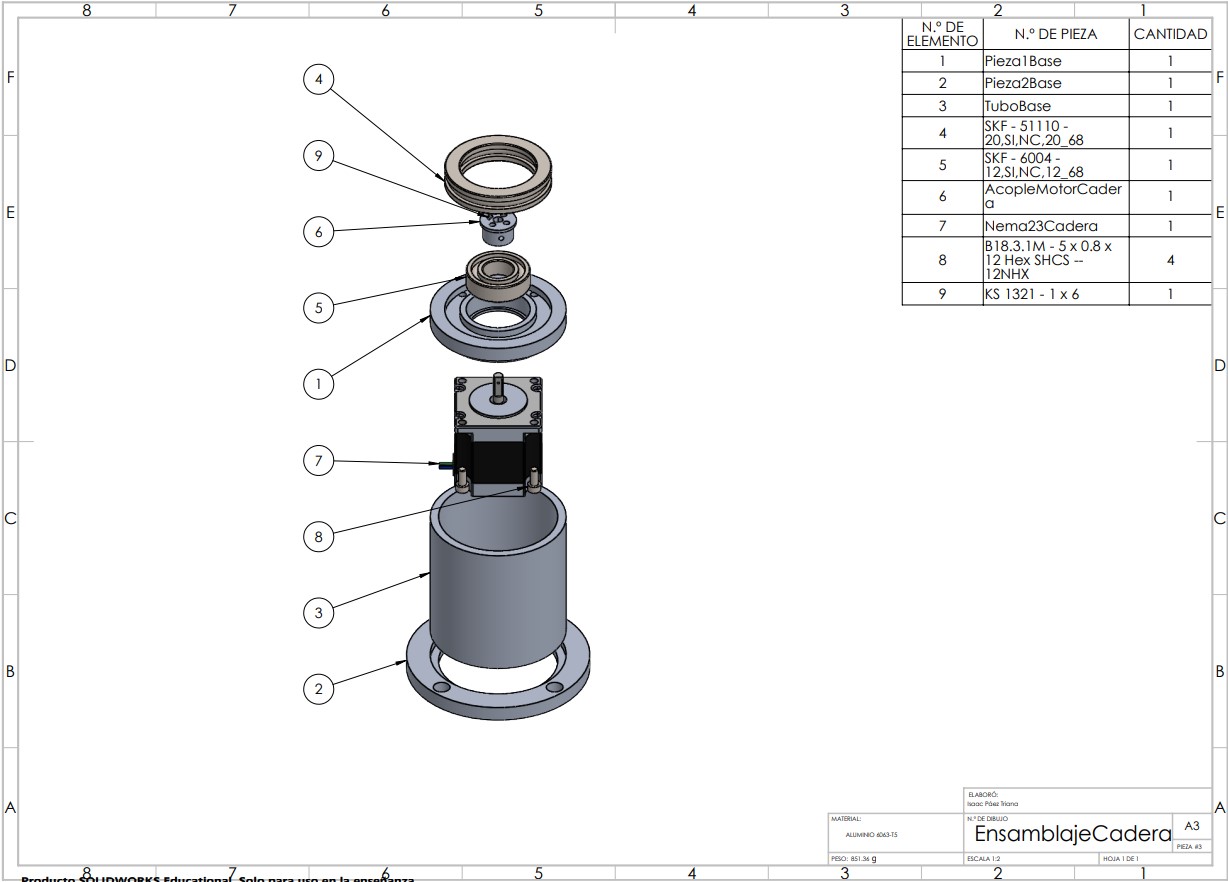 8 7 6 5 4 3 2 1
N.º DE ELEMENTO N.º DE PIEZA CANTIDAD
1 Pieza1Base 1
2 Pieza2Base 1
3 TuboBase 1
4 SKF - 51110 -
20,SI,NC,20_68 1
5 SKF - 6004 -
12,SI,NC,12_68 1
6 AcopleMotorCader
a 1
7 Nema23Cadera 1
8 B18.3.1M - 5 x 0.8 x
12 Hex SHCS --
12NHX 4
9 KS 1321 - 1 x 6 1
F F
E E
D D
C C
B B
A A
4
9
6
5
1
7
8
3
2
ELABORÓ:
Isaac Páez Triana
MATERIAL:
ALUMINIO 6063-T5
N.º DE DIBUJO
EnsamblajeCadera
A3
PIEZA #3
PESO: 851.36 g
ESCALA 1:2
HOJA 1 DE 1
8 7 6 5 4 3 2 1
Producto SOLIDWORKS Educational. Solo para uso en la enseñanza.